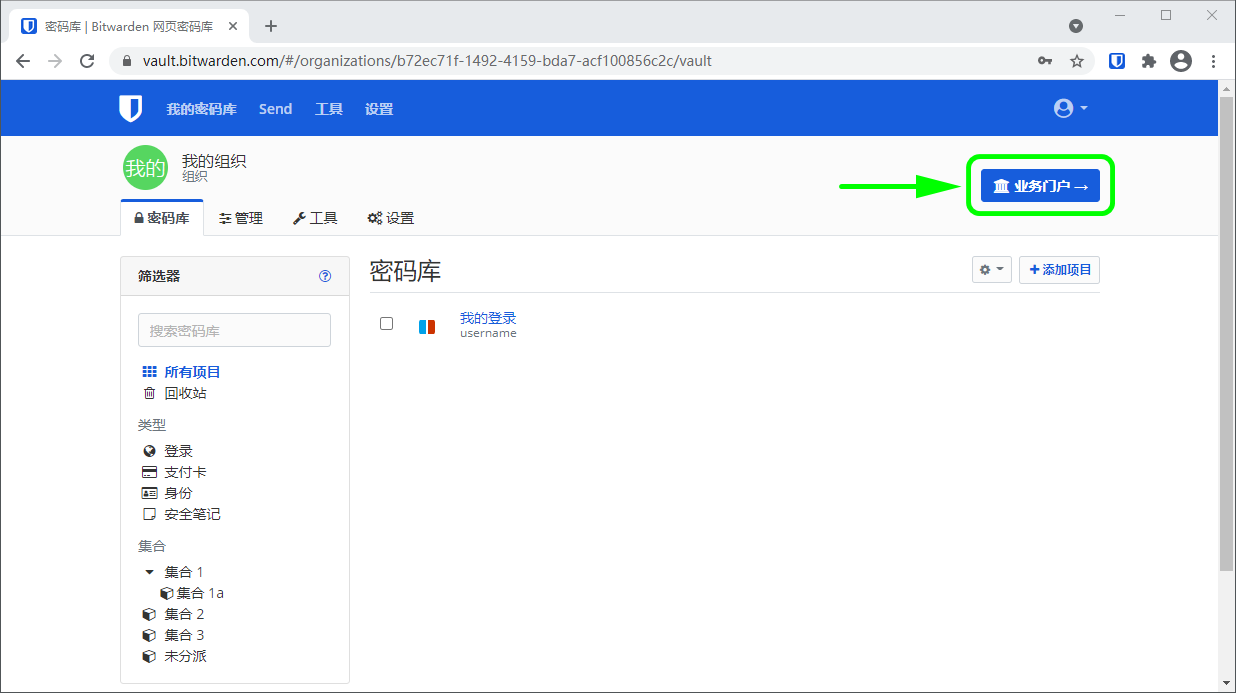 密码库 | Bitwarden 网页密码库
vault.bitwarden.com/#/organizations/b72ec71f-1492-4159-bda7-acf100856c2c/vault
我的密码库 Send 工具 设置
我的 我的组织
组织
业务门户 →
密码库 管理 工具 设置
筛选器
搜索密码库
所有项目
回收站
类型
登录
支付卡
身份
安全笔记
集合
集合 1
集合 1a
集合 2
集合 3
未分派
密码库
添加项目
我的登录
username